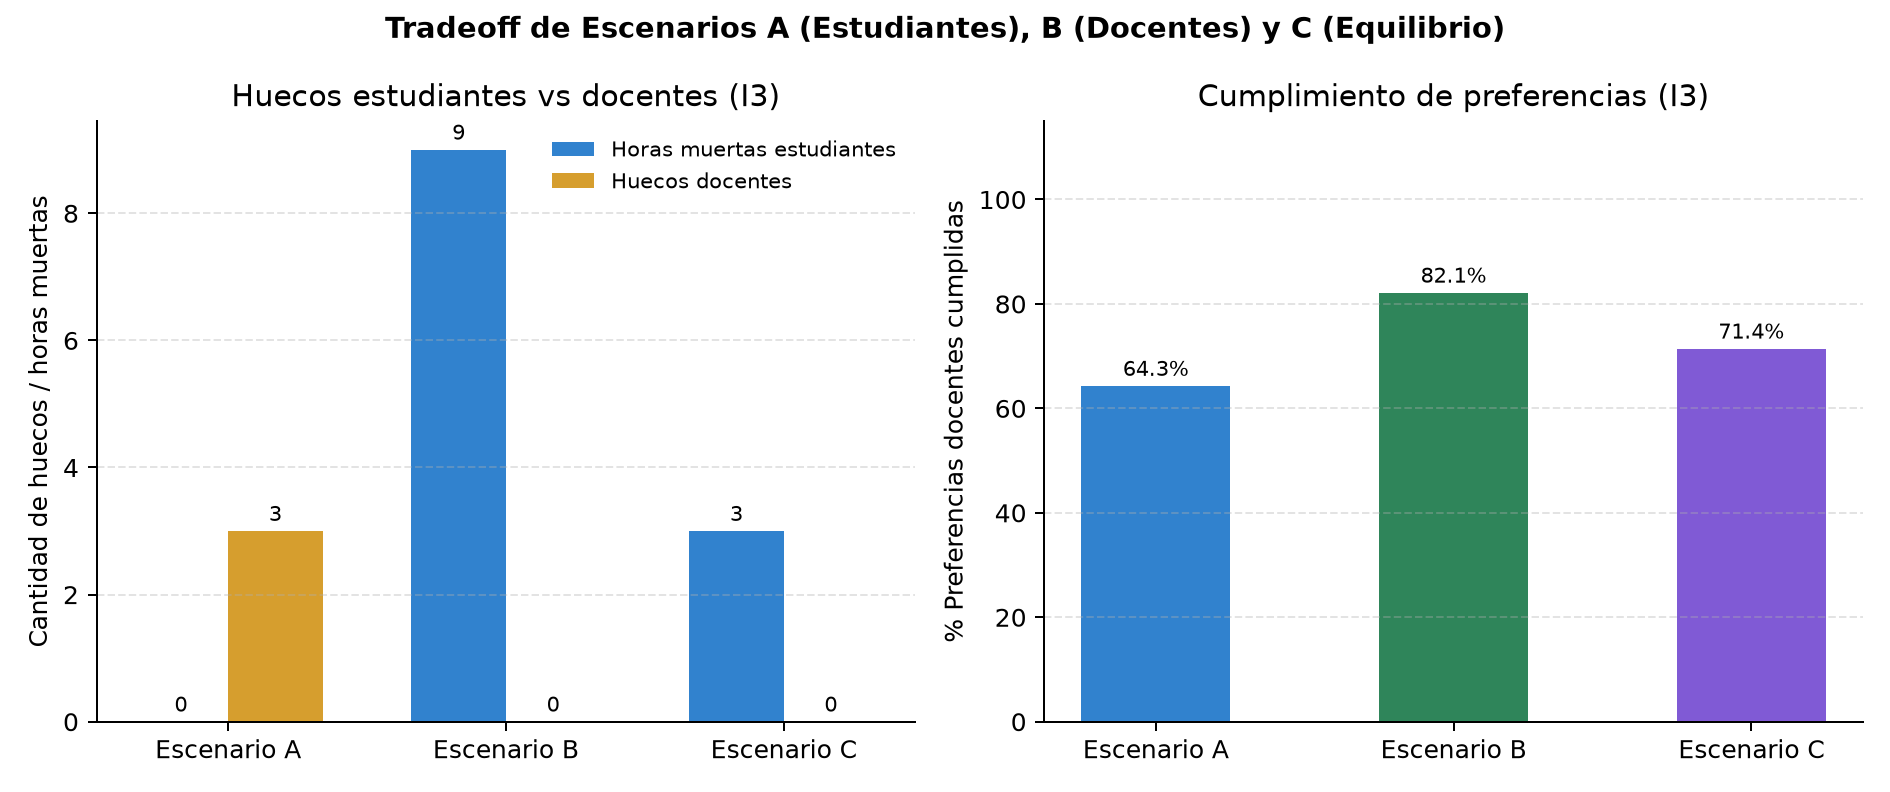 Tradeoff de Escenarios A (Estudiantes), B (Docentes) y C (Equilibrio)
Huecos estudiantes vs docentes (I3)
Cantidad de huecos / horas muertas
8
6
4
2
0
9
3
3
0
0
0
Horas muertas estudiantes
Huecos docentes
Escenario A
Escenario B
Escenario C
Cumplimiento de preferencias (I3)
% Preferencias docentes cumplidas
100
80
60
40
20
0
64.3%
82.1%
71.4%
Escenario A
Escenario B
Escenario C